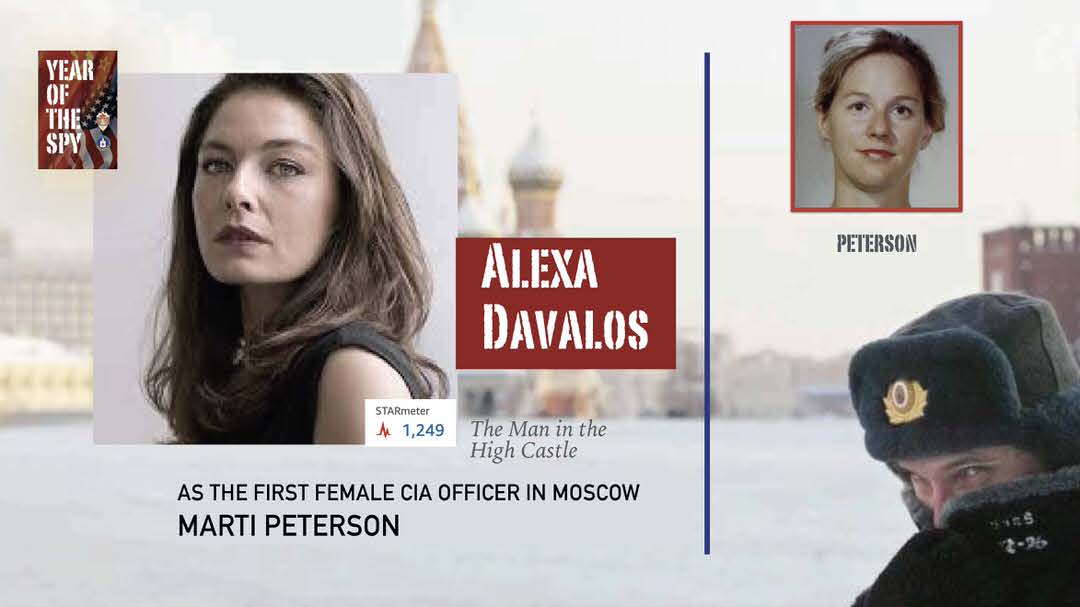 YEAR
OF
THE
SPY
ALEXA
DAVALOS
STARmeter
1,249
The Man in the
High Castle
AS THE FIRST FEMALE CIA OFFICER IN MOSCOW
MARTI PETERSON
PETERSON